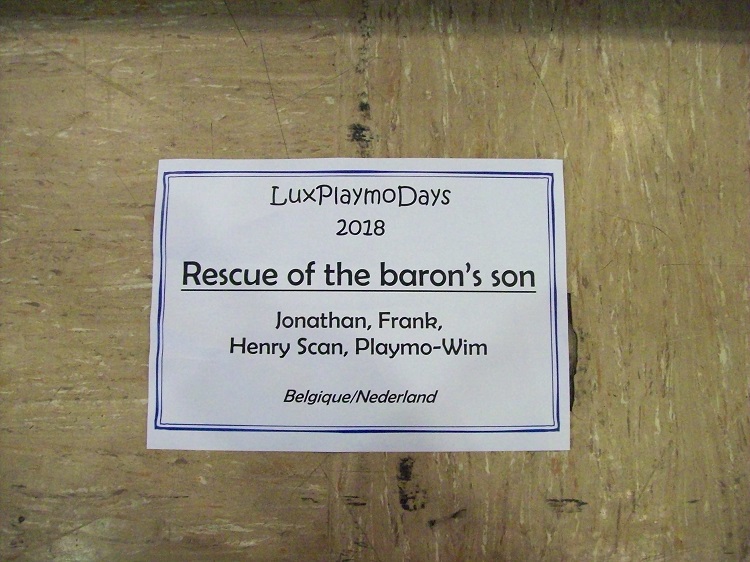 LuxPlaymoDays
2018
Rescue of the baron's son
Jonathan, Frank,
Henry Scan, Playmo-Wim
Belgique/Nederland